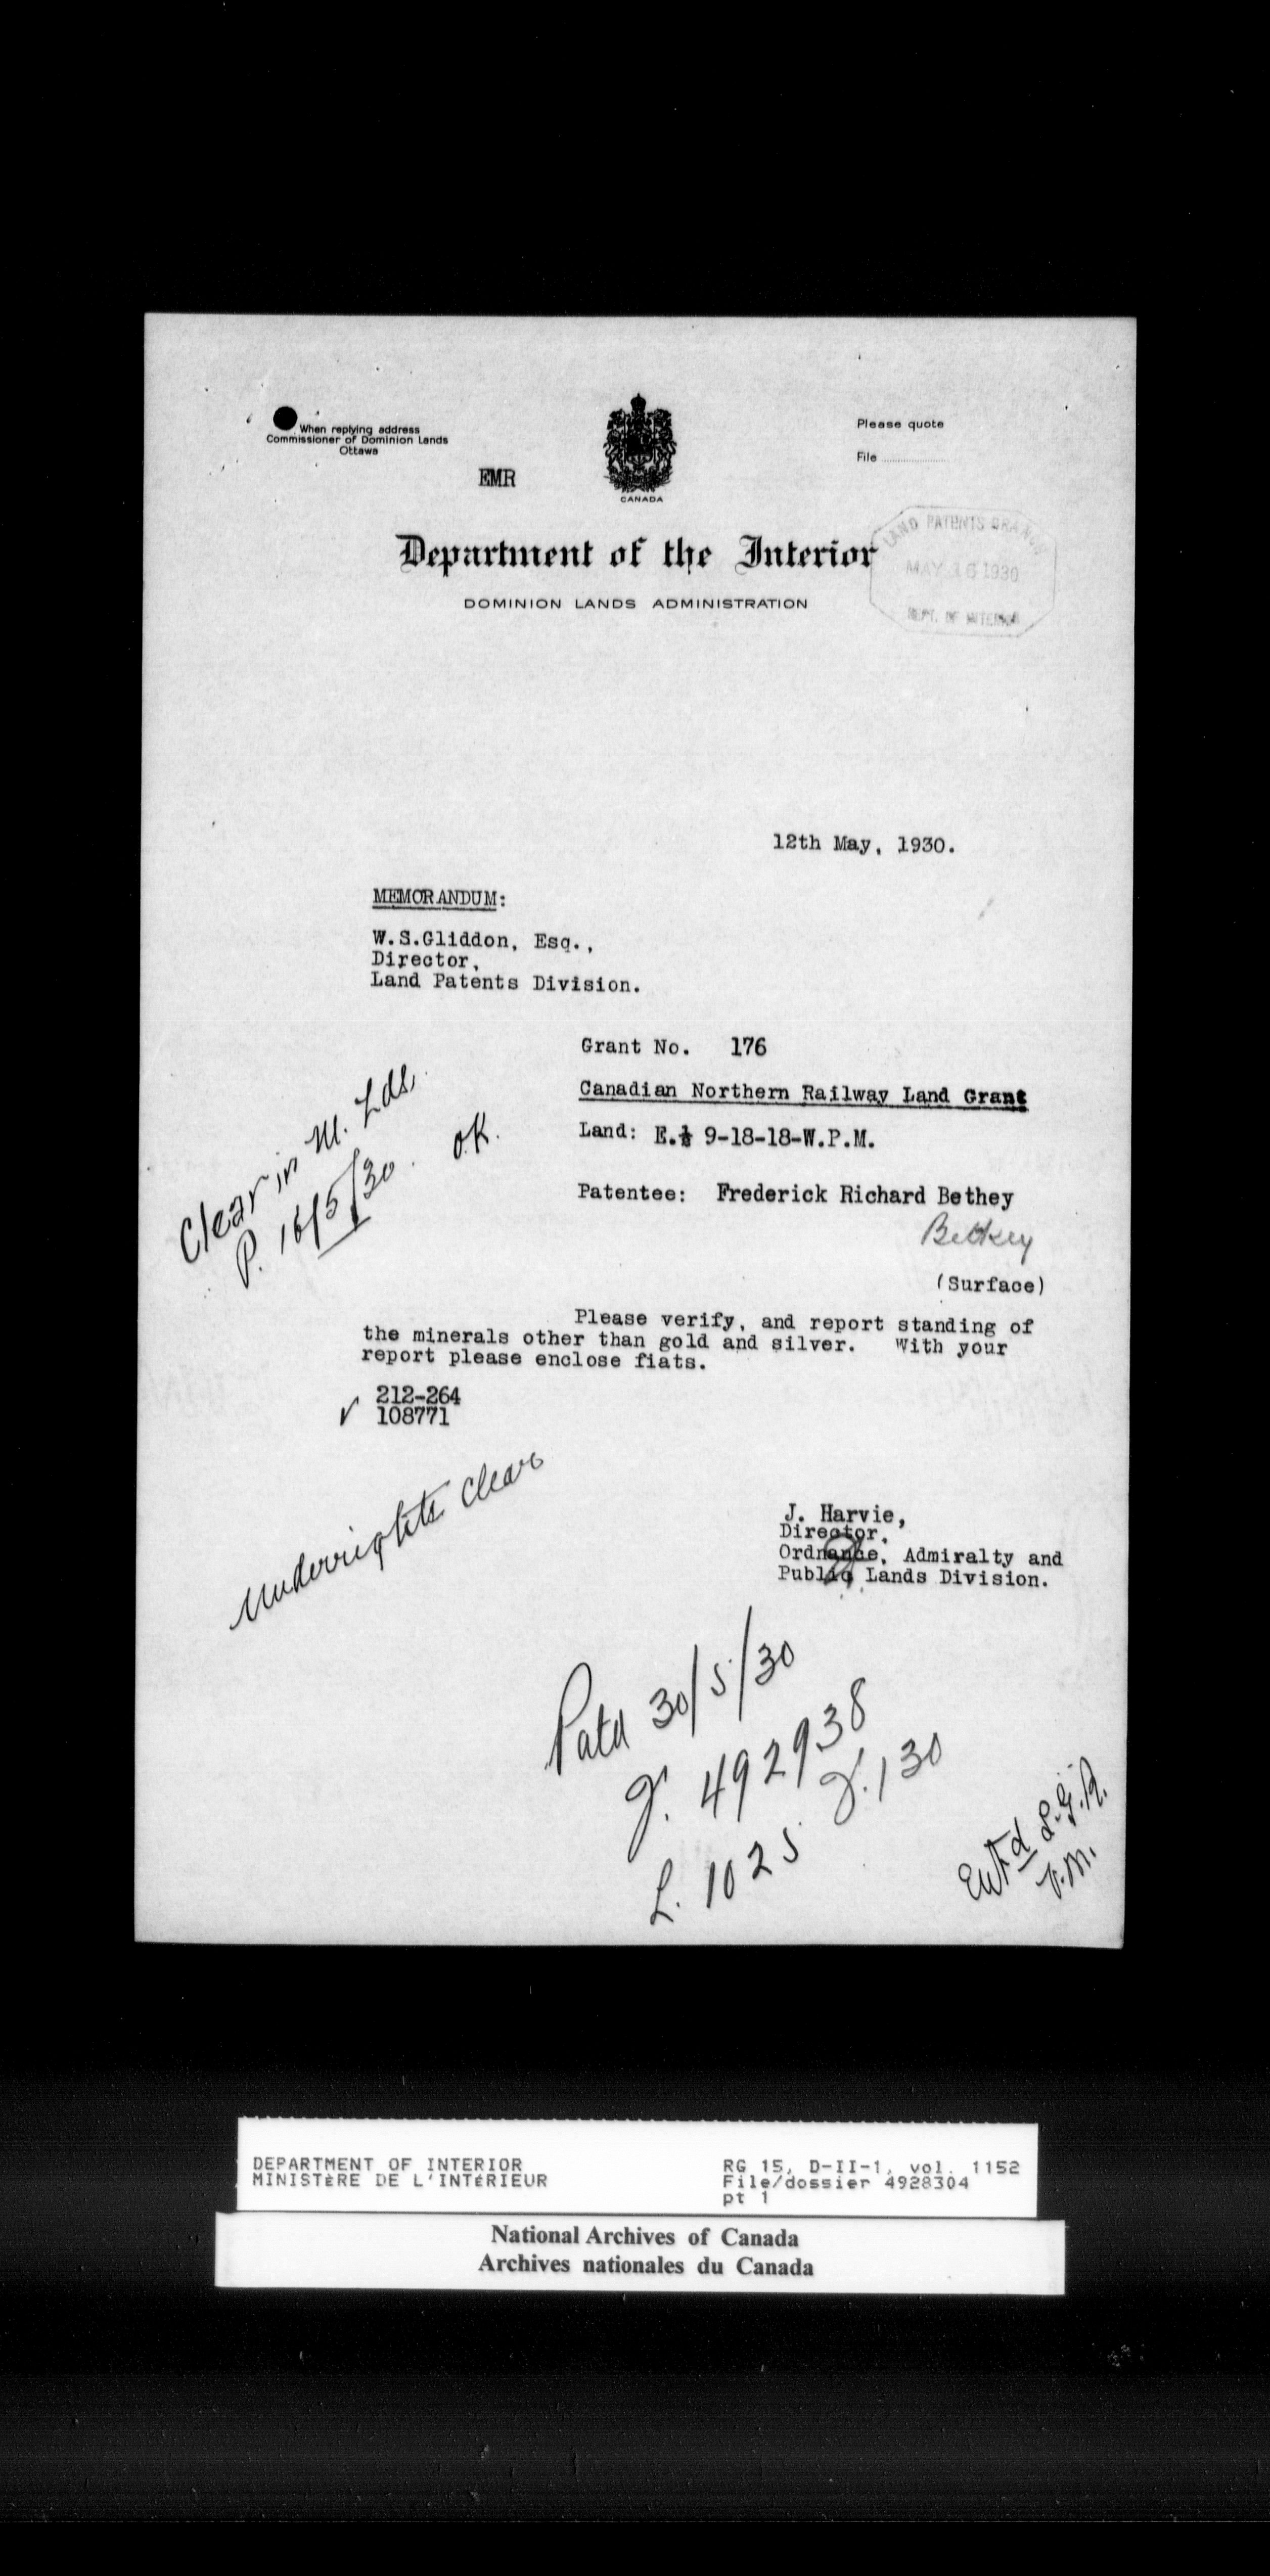 When replying address
Commissioner of Dominion Lands
Ottawa
EMR
CANADA
Please quote
File
Department of the Interior
DOMINION LANDS ADMINISTRATION
LAND PATENTS BRANCH
MAY 16 1930
DEPT. OF INTERIOR
12th May, 1930.
MEMORANDUM:
W.S.Gliddon, Esq.,
Director,
Land Patents Division.
Grant No. 176
Canadian Northern Railway Land Grant
Land: E.½ 9-18-18-W.P.M.
Patentee: Frederick Richard Bethey
Bethey
(Surface)
Clear in M. Lds.
P. 16/5/30. O.K.
Please verify, and report standing of
the minerals other than gold and silver. With your
report please enclose fiats.
212-264
✓ 108771
Underrights clear
J. Harvie,
Director,
Ordnance, Admiralty and
Public Lands Division.
Patd 30/5/30
492938
L. 1025 130
Ent'd L.G.R.
V.M.
DEPARTMENT OF INTERIOR
MINISTÈRE DE L'INTÉRIEUR
RG 15, D-II-1, vol. 1152
File/dossier 4928304
pt 1
National Archives of Canada
Archives nationales du Canada